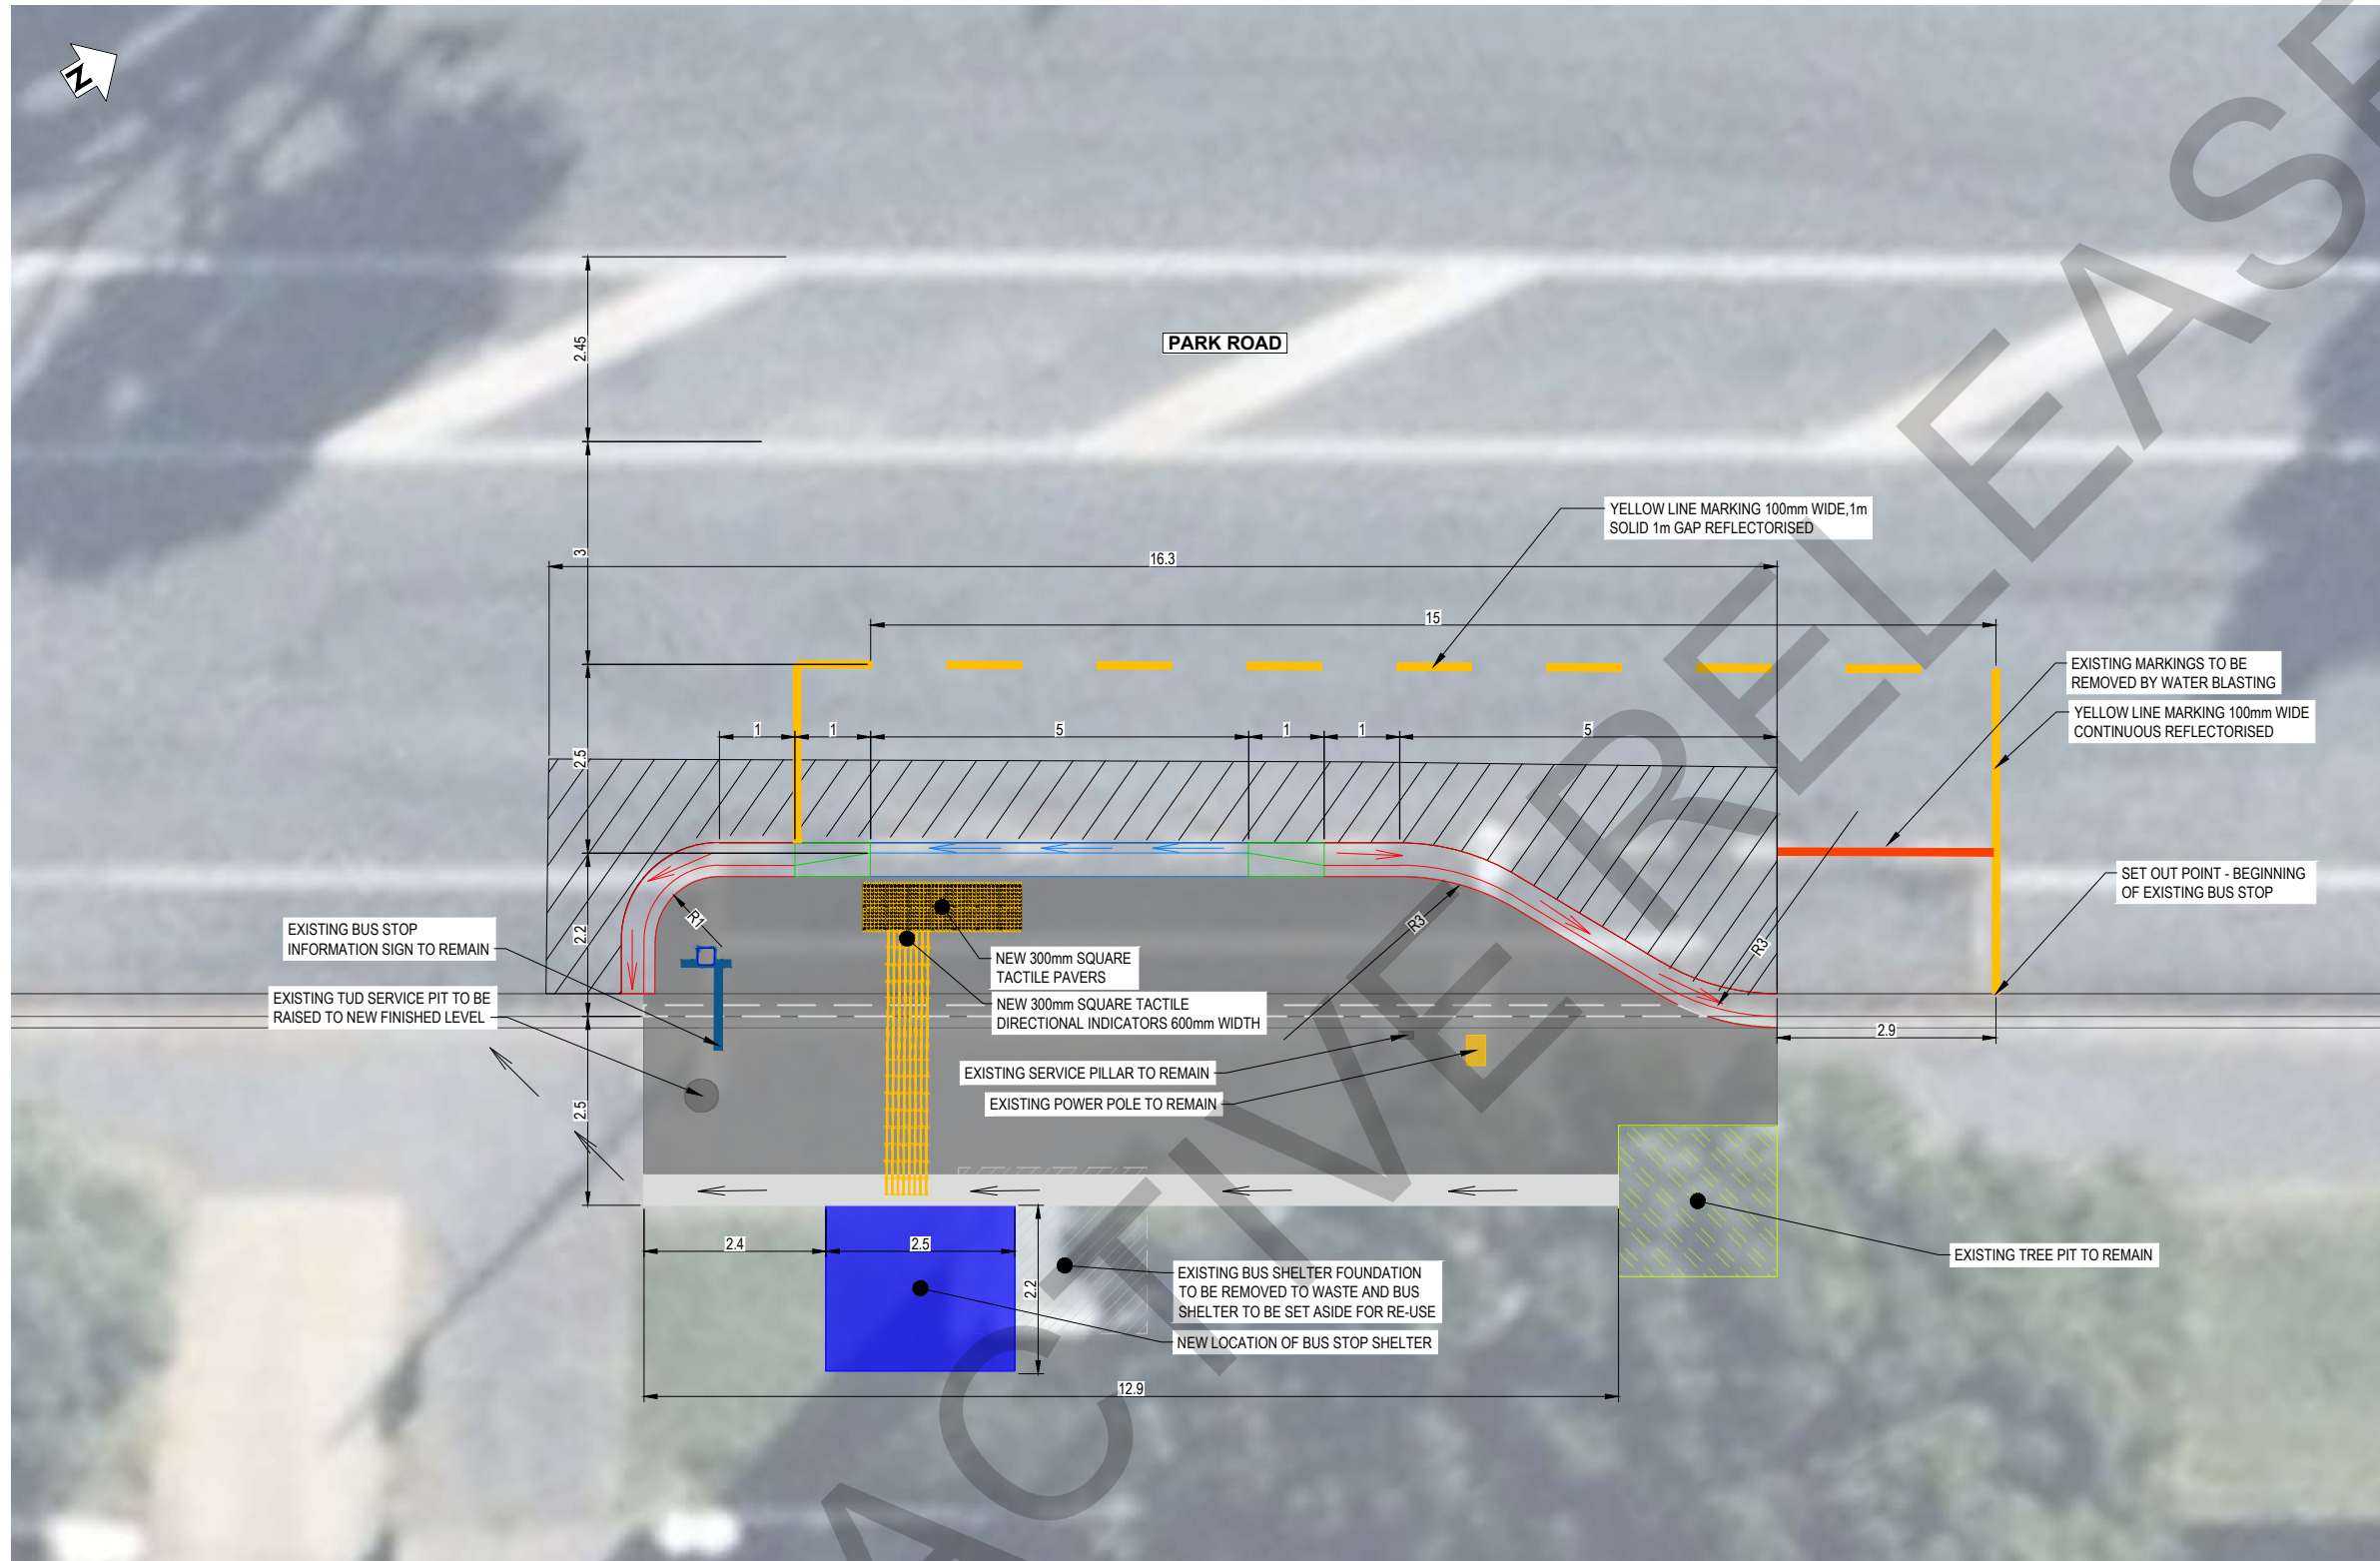 N
2.45
PARK ROAD
YELLOW LINE MARKING 100mm WIDE,1m
SOLID 1m GAP REFLECTORISED
3
16.3
15
EXISTING MARKINGS TO BE
REMOVED BY WATER BLASTING
YELLOW LINE MARKING 100mm WIDE
CONTINUOUS REFLECTORISED
1
1
5
1
1
5
2.5
SET OUT POINT - BEGINNING
OF EXISTING BUS STOP
R1
R3
R3
2.2
EXISTING BUS STOP
INFORMATION SIGN TO REMAIN
NEW 300mm SQUARE
TACTILE PAVERS
EXISTING TUD SERVICE PIT TO BE
RAISED TO NEW FINISHED LEVEL
NEW 300mm SQUARE TACTILE
DIRECTIONAL INDICATORS 600mm WIDTH
2.9
EXISTING SERVICE PILLAR TO REMAIN
EXISTING POWER POLE TO REMAIN
2.5
2.4
2.5
2.2
EXISTING TREE PIT TO REMAIN
EXISTING BUS SHELTER FOUNDATION
TO BE REMOVED TO WASTE AND BUS
SHELTER TO BE SET ASIDE FOR RE-USE
NEW LOCATION OF BUS STOP SHELTER
12.9
ACTIVE RELEASE